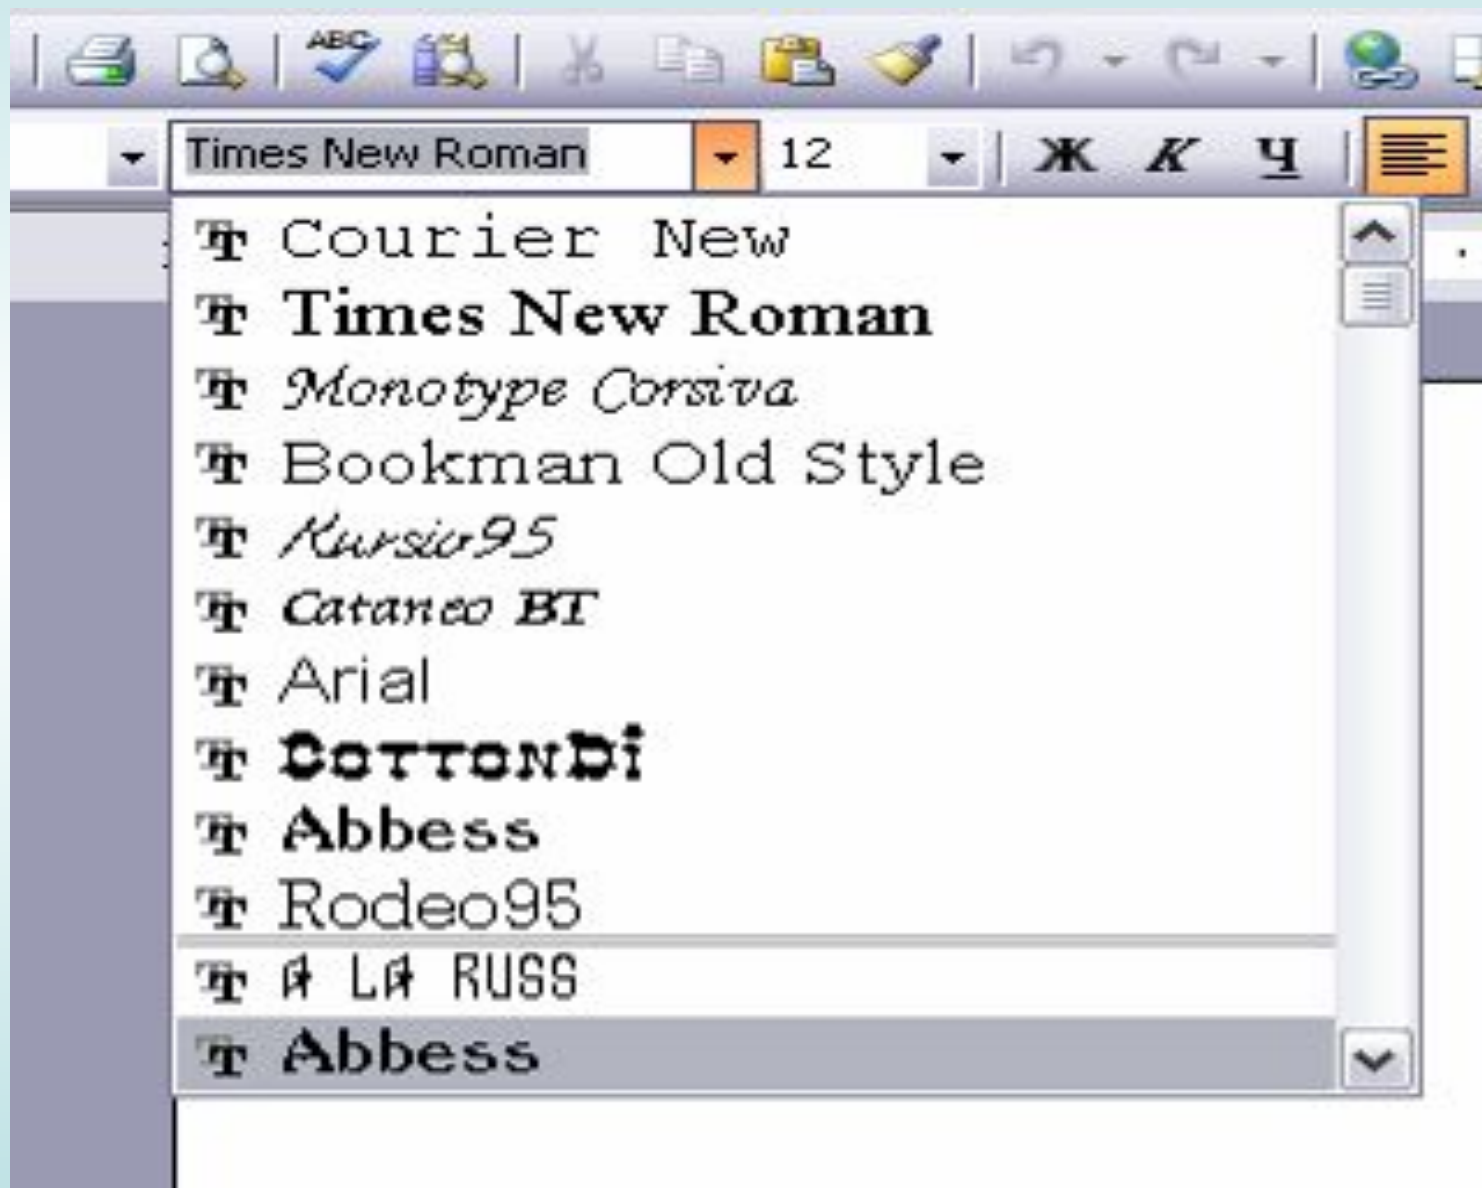 ABC
Times New Roman 12 Ж К Ч
Courier New
Times New Roman
Monotype Corsiva
Bookman Old Style
Kursiv95
Cataneo BT
Arial
CottonDi
Abbess
Rodeo95
A LA RUSS
Abbess